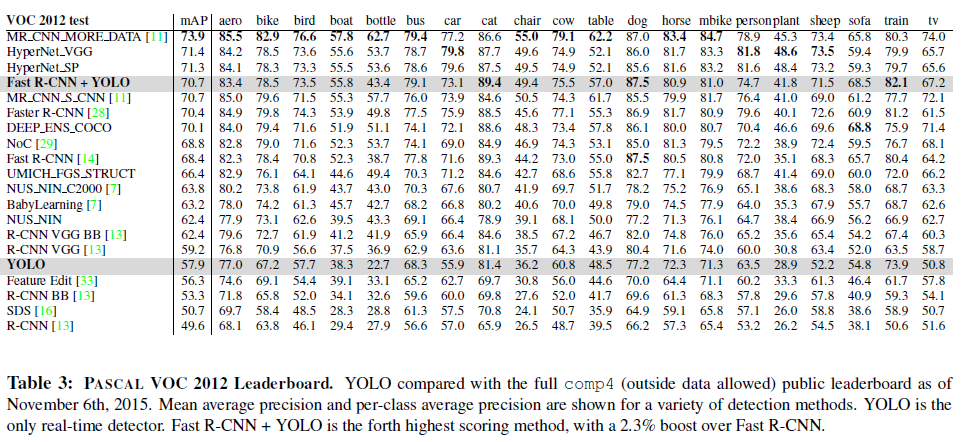 VOC 2012 test mAP aero bike bird boat bottle bus car cat chair cow table dog horse mbike person plant sheep sofa train tv
MR_CNN_MORE_DATA [11] 73.9 85.5 82.9 76.6 57.8 62.7 79.4 77.2 86.6 55.0 79.1 62.2 87.0 83.4 84.7 78.9 45.3 73.4 65.8 80.3 74.0
HyperNet_VGG 71.4 84.2 78.5 73.6 55.6 53.7 78.7 79.8 87.7 49.6 74.9 52.1 86.0 81.7 83.3 81.8 48.6 73.5 59.4 79.9 65.7
HyperNet_SP 71.3 84.1 78.3 73.3 55.5 53.6 78.6 79.6 87.5 49.5 74.9 52.1 85.6 81.6 83.2 81.6 48.4 73.2 59.3 79.7 65.6
Fast R-CNN + YOLO 70.7 83.4 78.5 73.5 55.8 43.4 79.1 73.1 89.4 49.4 75.5 57.0 87.5 80.9 81.0 74.7 41.8 71.5 68.5 82.1 67.2
MR_CNN_S_CNN [11] 70.7 85.0 79.6 71.5 55.3 57.7 76.0 73.9 84.6 50.5 74.3 61.7 85.5 79.9 81.7 76.4 41.0 69.0 61.2 77.7 72.1
Faster R-CNN [28] 70.4 84.9 79.8 74.3 53.9 49.8 77.5 75.9 88.5 45.6 77.1 55.3 86.9 81.7 80.9 79.6 40.1 72.6 60.9 81.2 61.5
DEEP_ENS_COCO 70.1 84.0 79.4 71.6 51.9 51.1 74.1 72.1 88.6 48.3 73.4 57.8 86.1 80.0 80.7 70.4 46.6 69.6 68.8 75.9 71.4
NoC [29] 68.8 82.8 79.0 71.6 52.3 53.7 74.1 69.0 84.9 46.9 74.3 53.1 85.0 81.3 79.5 72.2 38.9 72.4 59.5 76.7 68.1
Fast R-CNN [14] 68.4 82.3 78.4 70.8 52.3 38.7 77.8 71.6 89.3 44.2 73.0 55.0 87.5 80.5 80.8 72.0 35.1 68.3 65.7 80.4 64.2
UMICH_FGS_STRUCT 66.4 82.9 76.1 64.1 44.6 49.4 70.3 71.2 84.6 42.7 68.6 55.8 82.7 77.1 79.9 68.7 41.4 69.0 60.0 72.0 66.2
NUS_NIN_C2000 [7] 63.8 80.2 73.8 61.9 43.7 43.0 70.3 67.6 80.7 41.9 69.7 51.7 78.2 75.2 76.9 65.1 38.6 68.3 58.0 68.7 63.3
BabyLearning [7] 63.2 78.0 74.2 61.3 45.7 42.7 68.2 66.8 80.2 40.6 70.0 49.8 79.0 74.5 77.9 64.0 35.3 67.9 55.7 68.7 62.6
NUS_NIN 62.4 77.9 73.1 62.6 39.5 43.3 69.1 66.4 78.9 39.1 68.1 50.0 77.2 71.3 76.1 64.7 38.4 66.9 56.2 66.9 62.7
R-CNN VGG BB [13] 62.4 79.6 72.7 61.9 41.2 41.9 65.9 66.4 84.6 38.5 67.2 46.7 82.0 74.8 76.0 65.2 35.6 65.4 54.2 67.4 60.3
R-CNN VGG [13] 59.2 76.8 70.9 56.6 37.5 36.9 62.9 63.6 81.1 35.7 64.3 43.9 80.4 71.6 74.0 60.0 30.8 63.4 52.0 63.5 58.7
YOLO 57.9 77.0 67.2 57.7 38.3 22.7 68.3 55.9 81.4 36.2 60.8 48.5 77.2 72.3 71.3 63.5 28.9 52.2 54.8 73.9 50.8
Feature Edit [33] 56.3 74.6 69.1 54.4 39.1 33.1 65.2 62.7 69.7 30.8 56.0 44.6 70.0 64.4 71.1 60.2 33.3 61.3 46.4 61.7 57.8
R-CNN BB [13] 53.3 71.8 65.8 52.0 34.1 32.6 59.6 60.0 69.8 27.6 52.0 41.7 69.6 61.3 68.3 57.8 29.6 57.8 40.9 59.3 54.1
SDS [16] 50.7 69.7 58.4 48.5 28.3 28.8 61.3 57.5 70.8 24.1 50.7 35.9 64.9 59.1 65.8 57.1 26.0 58.8 38.6 58.9 50.7
R-CNN [13] 49.6 68.1 63.8 46.1 29.4 27.9 56.6 57.0 65.9 26.5 48.7 39.5 66.2 57.3 65.4 53.2 26.2 54.5 38.1 50.6 51.6
Table 3: PASCAL VOC 2012 Leaderboard. YOLO compared with the full comp4 (outside data allowed) public leaderboard as of
November 6th, 2015. Mean average precision and per-class average precision are shown for a variety of detection methods. YOLO is the
only real-time detector. Fast R-CNN + YOLO is the forth highest scoring method, with a 2.3% boost over Fast R-CNN.